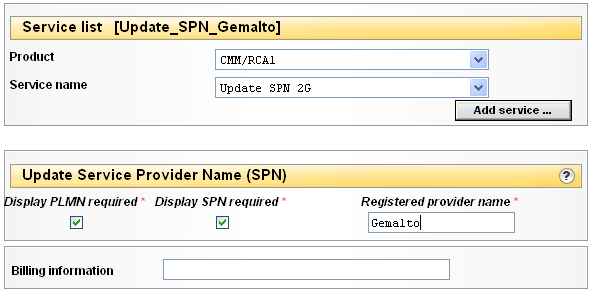 Service list [Update_SPN_Gemalto]
Product CMM/RCA1
Service name Update SPN 2G
Add service ...
Update Service Provider Name (SPN) ?
Display PLMN required * Display SPN required * Registered provider name *
Gemalto
Billing information